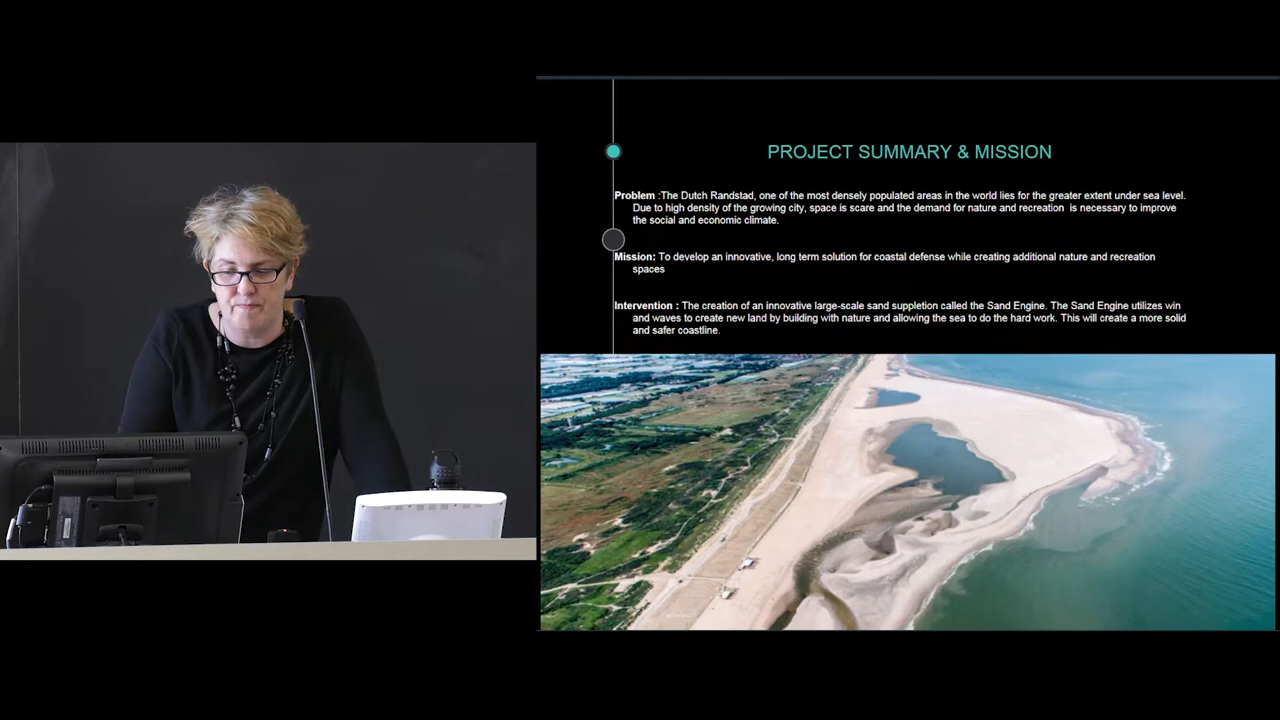 PROJECT SUMMARY & MISSION
Problem :The Dutch Randstad, one of the most densely populated areas in the world lies for the greater extent under sea level.
Due to high density of the growing city, space is scare and the demand for nature and recreation is necessary to improve
the social and economic climate.
Mission: To develop an innovative, long term solution for coastal defense while creating additional nature and recreation
spaces
Intervention : The creation of an innovative large-scale sand suppletion called the Sand Engine. The Sand Engine utilizes win
and waves to create new land by building with nature and allowing the sea to do the hard work. This will create a more solid
and safer coastline.